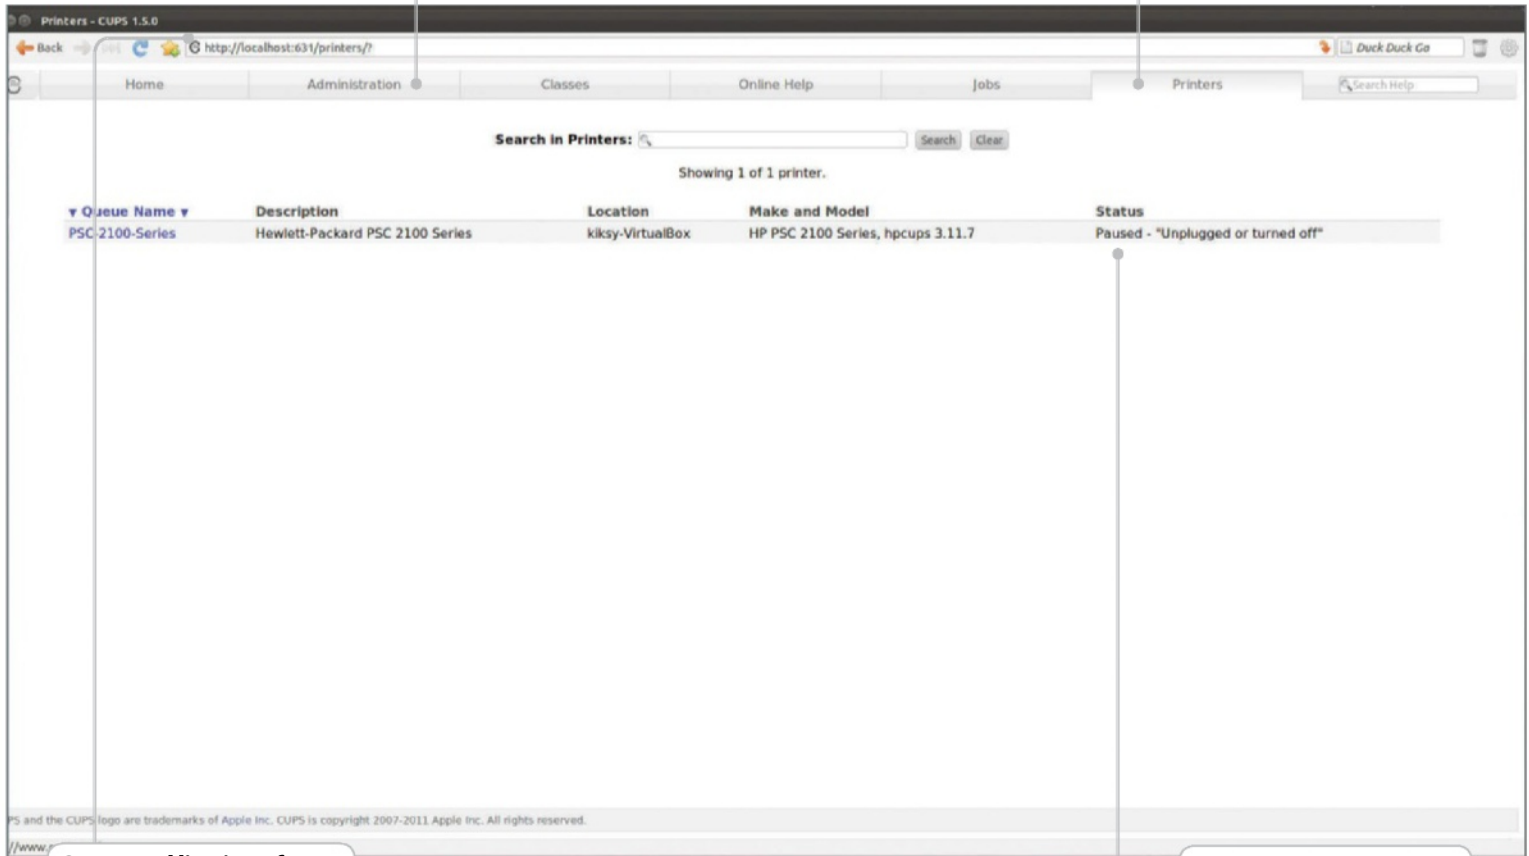 Printers - CUPS 1.5.0
Back http://localhost:631/printers/? Duck Duck Go
Home Administration Classes Online Help Jobs Printers Search Help
Search in Printers: Search Clear
Showing 1 of 1 printer.
▼ Queue Name ▼ Description Location Make and Model Status
PSC-2100-Series Hewlett-Packard PSC 2100 Series kiksy-VirtualBox HP PSC 2100 Series, hpcups 3.11.7 Paused - "Unplugged or turned off"
PS and the CUPS logo are trademarks of Apple Inc. CUPS is copyright 2007-2011 Apple Inc. All rights reserved.
//www.